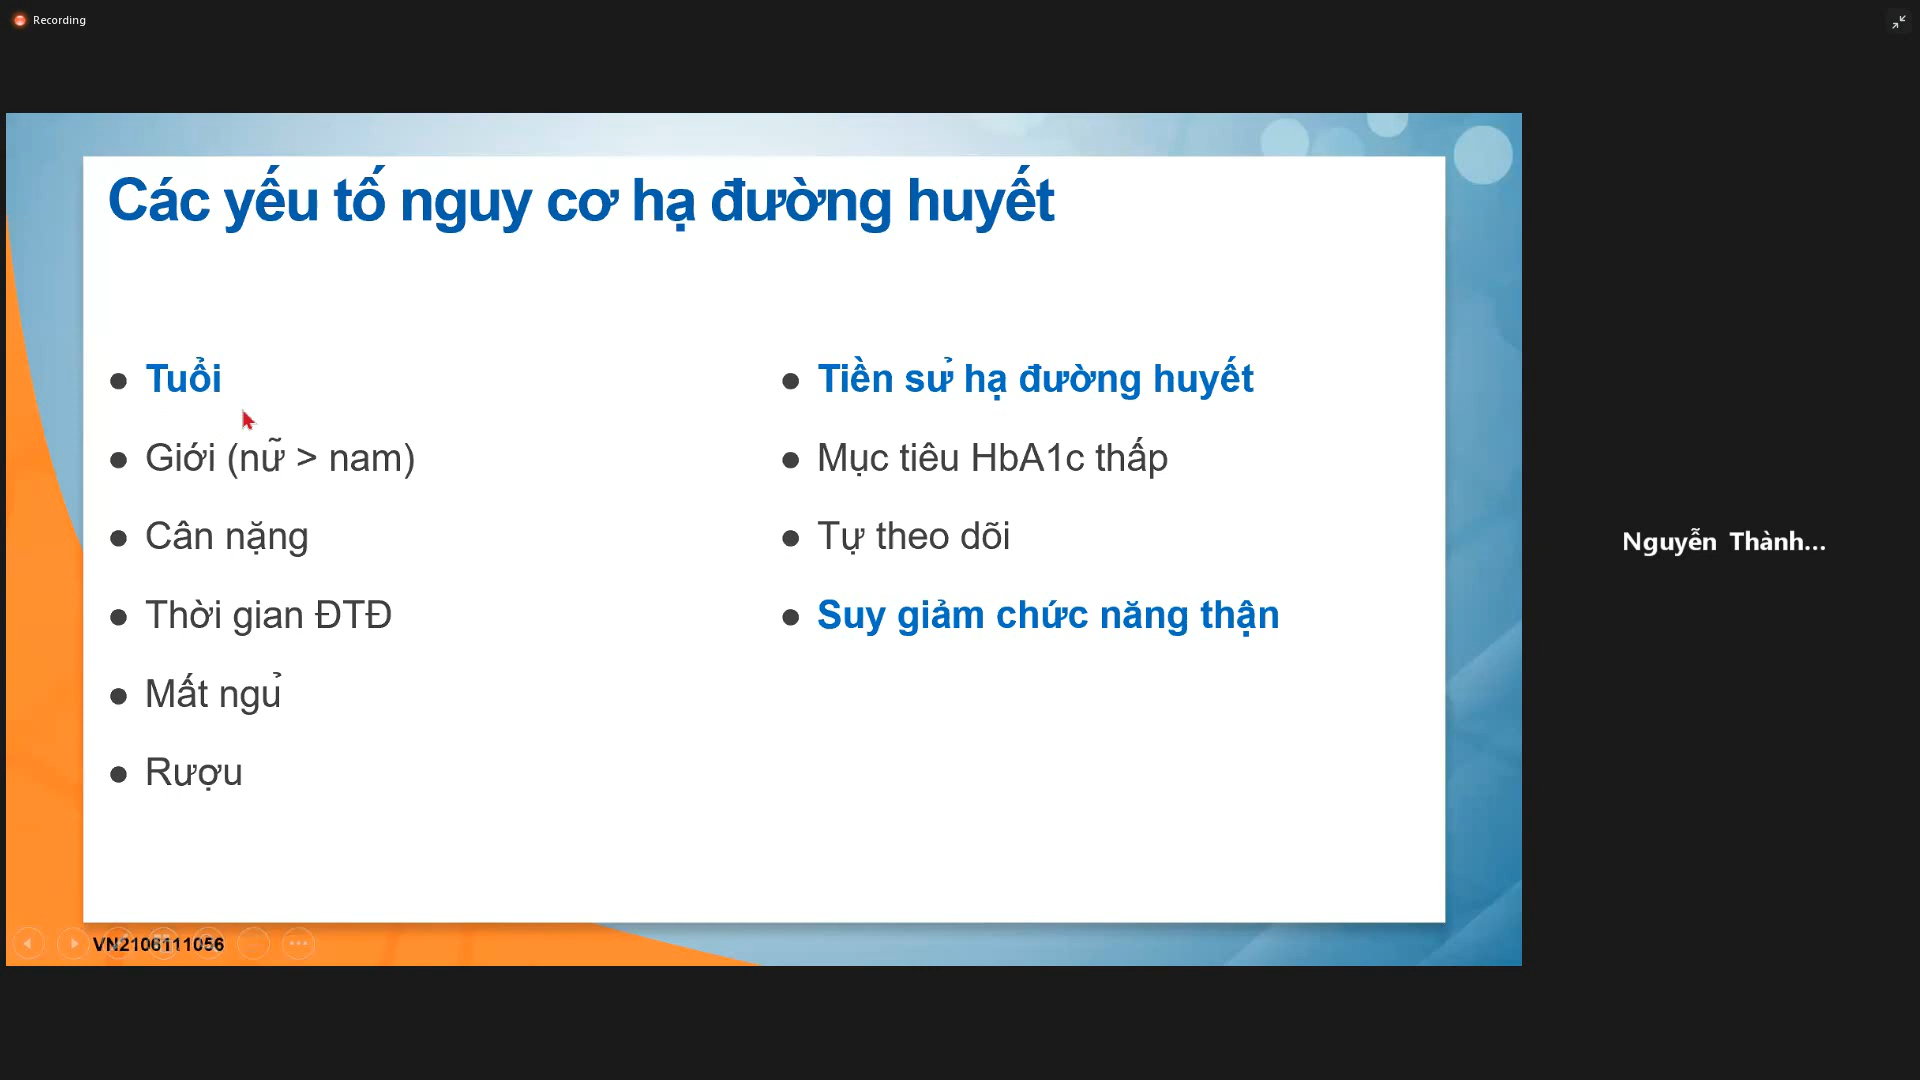 Recording
Các yếu tố nguy cơ hạ đường huyết
● Tuổi
● Giới (nữ > nam)
● Cân nặng
● Thời gian ĐTĐ
● Mất ngủ
● Rượu
● Tiền sử hạ đường huyết
● Mục tiêu HbA1c thấp
● Tự theo dõi
● Suy giảm chức năng thận
Nguyễn Thành...
VN2106111056